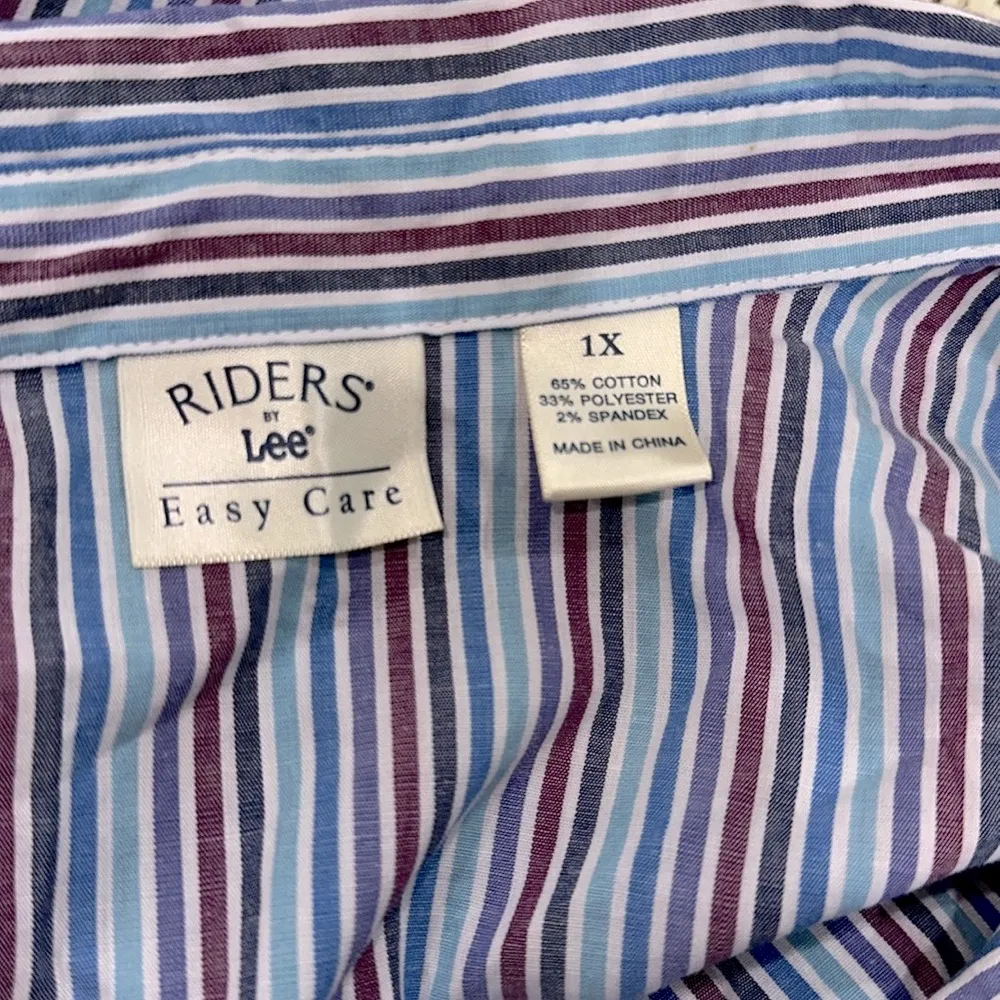 RIDERS®
BY
Lee®
Easy Care
1X
65% COTTON
33% POLYESTER
2% SPANDEX
MADE IN CHINA